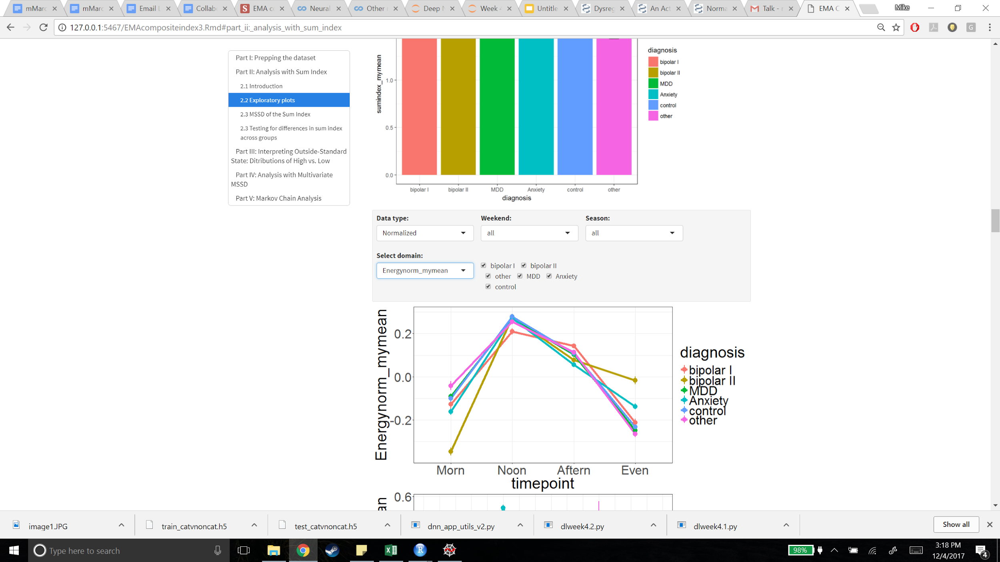 mMarc
mMarc
Email L
Collabo
EMA co
Neural
Other
Deep N
Week 4
Untitle
Dysreg
An Act
Norma
Talk - r
EMA C
Mike
127.0.0.1:5467/EMAcompositeindex3.Rmd#part_ii:_analysis_with_sum_index
Part I: Prepping the dataset
Part II: Analysis with Sum Index
2.1 Introduction
2.2 Exploratory plots
2.3 MSSD of the Sum Index
2.3 Testing for differences in sum index
across groups
Part III: Interpreting Outside-Standard
State: Ditributions of High vs. Low
Part IV: Analysis with Multivariate
MSSD
Part V: Markov Chain Analysis
sumindex_mymean
1.0
0.5
0.0
bipolar I bipolar II MDD Anxiety control other
diagnosis
diagnosis
bipolar I
bipolar II
MDD
Anxiety
control
other
Data type: Weekend: Season:
Normalized all all
Select domain:
Energynorm_mymean
bipolar I bipolar II
other MDD Anxiety
control
Energynorm_mymean
0.2
0.0
-0.2
Morn Noon Aftern Even
timepoint
diagnosis
bipolar I
bipolar II
MDD
Anxiety
control
other
0.6
an
image1.JPG train_catvnoncat.h5 test_catvnoncat.h5 dnn_app_utils_v2.py dlweek4.2.py dlweek4.1.py Show all
Type here to search
98%
3:18 PM
12/4/2017
4